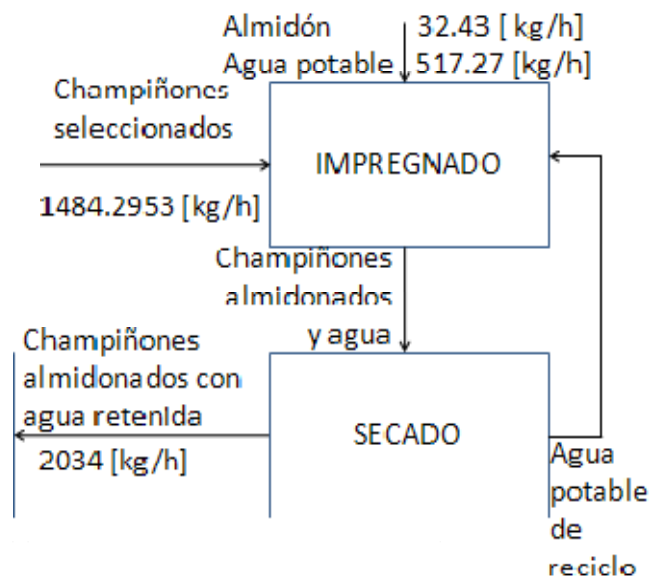 Almidón 32.43 [ kg/h]
Agua potable 517.27 [kg/h]
Champiñones
seleccionados
IMPREGNADO
1484.2953 [kg/h]
Champiñones
almidonados
y agua
Champiñones
almidonados con
agua retenida
2034 [kg/h]
SECADO
Agua
potable
de
reciclo